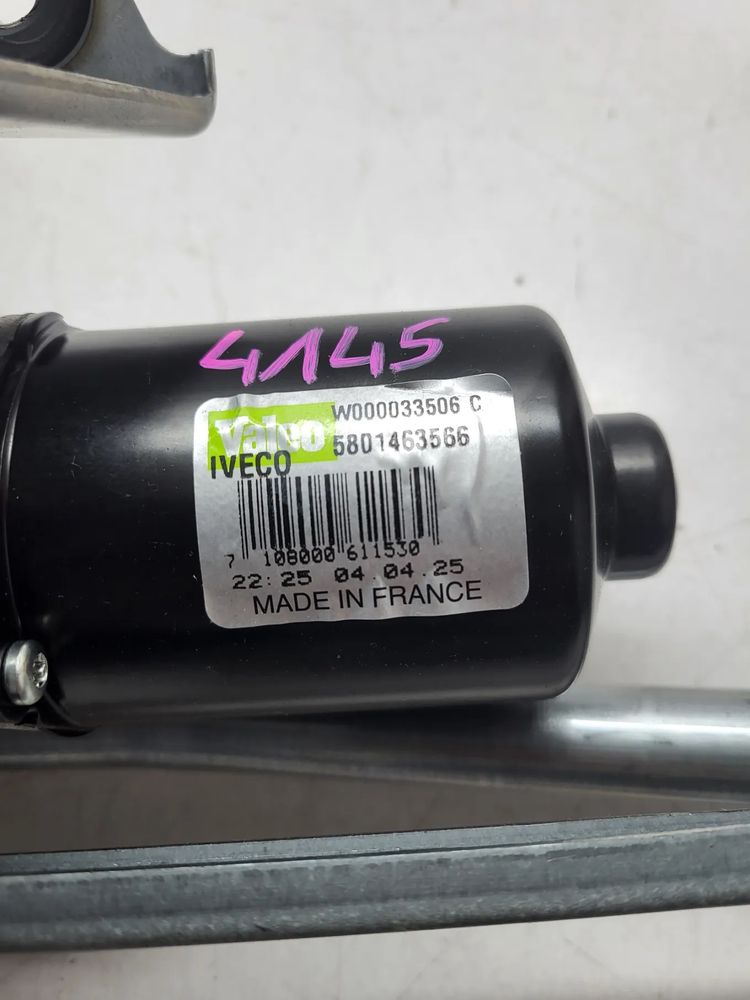 4145
Valeo W000033506 C
IVECO 5801463566
7 108000 611530
22:25 04.04.25
MADE IN FRANCE